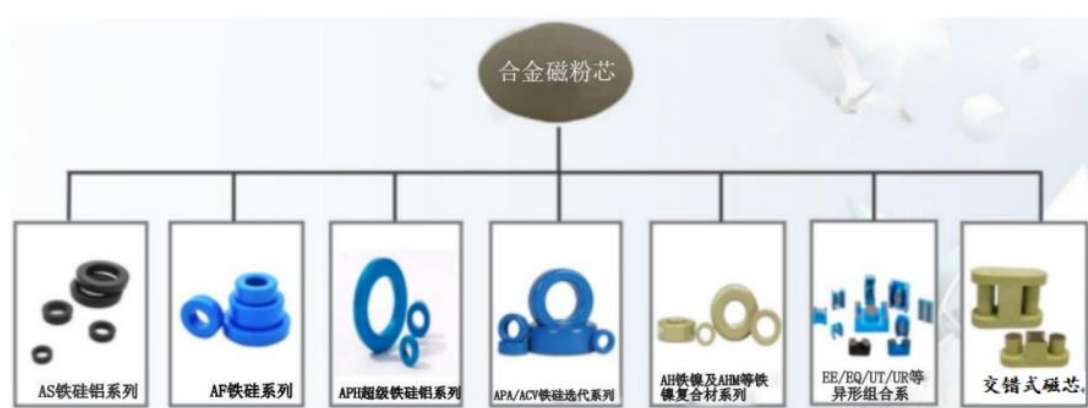 合金磁粉芯
AS铁硅铝系列
AF铁硅系列
APH超级铁硅铝系列
APA/ACV铁硅迭代系列
AH铁镍及AHM等铁
镍复合材系列
EE/EQ/UT/UR等
异形组合系
交错式磁芯